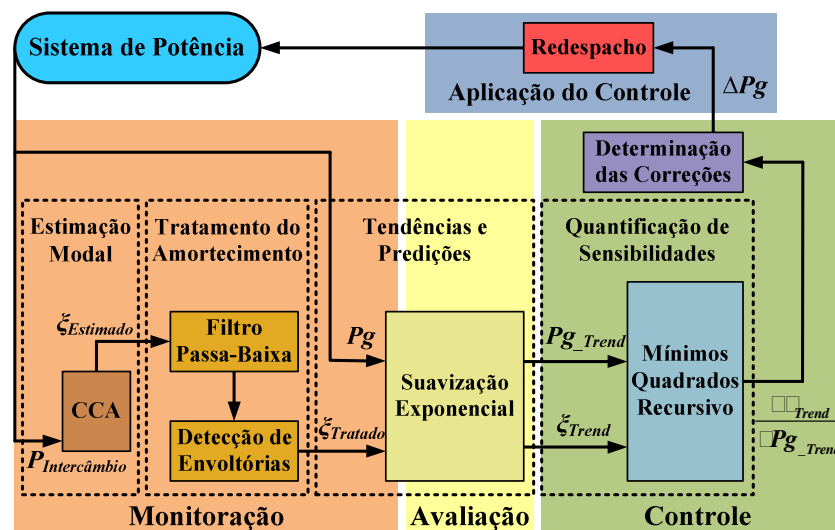 Sistema de Potência
Redespacho
Aplicação do Controle
ΔPg
Determinação
das Correções
Estimação
Modal
Tratamento do
Amortecimento
Tendências e
Predições
Quantificação de
Sensibilidades
ξEstimado
Filtro
Passa-Baixa
Pg
Pg_Trend
CCA
Suavização
Exponencial
Mínimos
Quadrados
Recursivo
PIntercâmbio
Detecção de
Envoltórias
ξTratado
ξTrend
□□Trend
□Pg_Trend
Monitoração
Avaliação
Controle